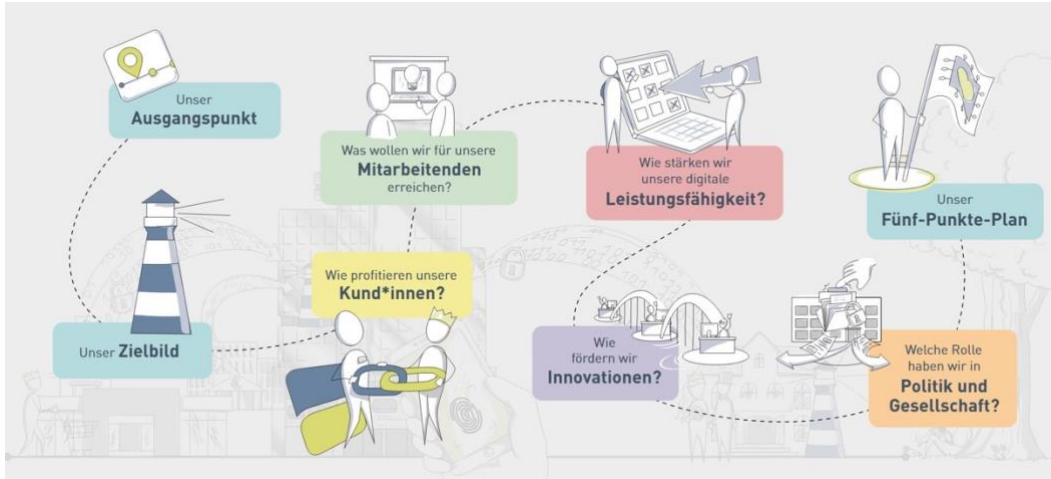 Unser
Ausgangspunkt
Unser Zielbild
Wie profitieren unsere
Kund*innen?
Was wollen wir für unsere
Mitarbeitenden
erreichen?
Wie stärken wir
unsere digitale
Leistungsfähigkeit?
Wie
fördern wir
Innovationen?
Welche Rolle
haben wir in
Politik und
Gesellschaft?
Unser
Fünf-Punkte-Plan